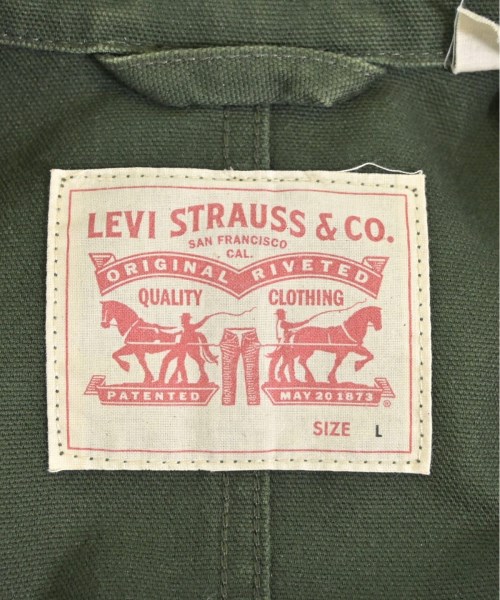 LEVI STRAUSS & CO.
SAN FRANCISCO
CAL.
ORIGINAL RIVETED
QUALITY CLOTHING
PATENTED MAY 20 1873 ®
SIZE L